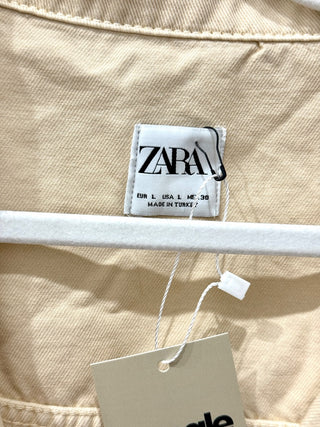 ZARA
EUR L USA L MEX 30
MADE IN TURKEY